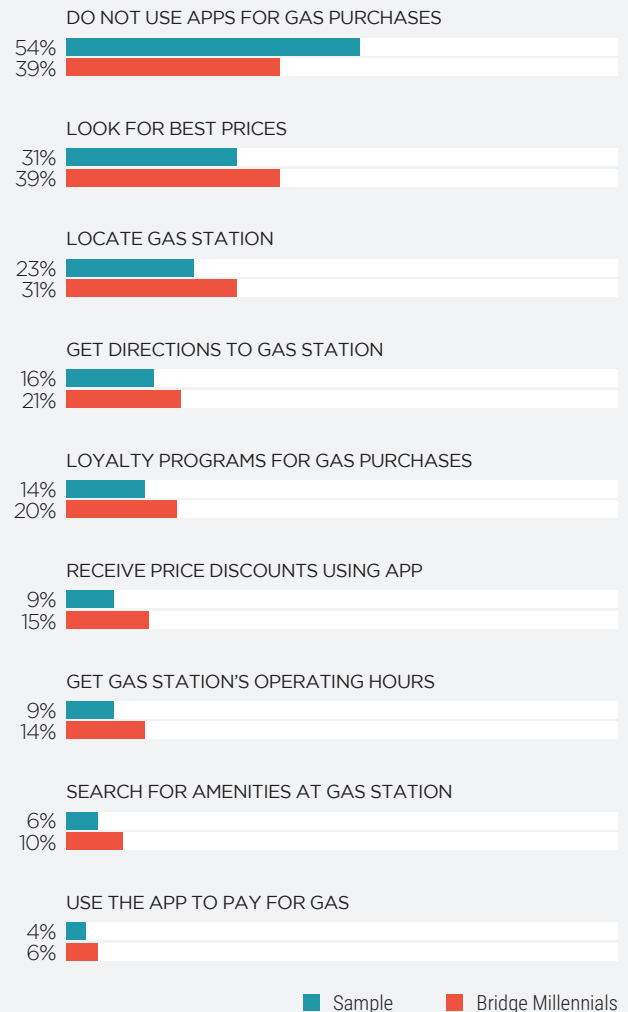 DO NOT USE APPS FOR GAS PURCHASES
54%
39%
LOOK FOR BEST PRICES
31%
39%
LOCATE GAS STATION
23%
31%
GET DIRECTIONS TO GAS STATION
16%
21%
LOYALTY PROGRAMS FOR GAS PURCHASES
14%
20%
RECEIVE PRICE DISCOUNTS USING APP
9%
15%
GET GAS STATION’S OPERATING HOURS
9%
14%
SEARCH FOR AMENITIES AT GAS STATION
6%
10%
USE THE APP TO PAY FOR GAS
4%
6%
Sample Bridge Millennials